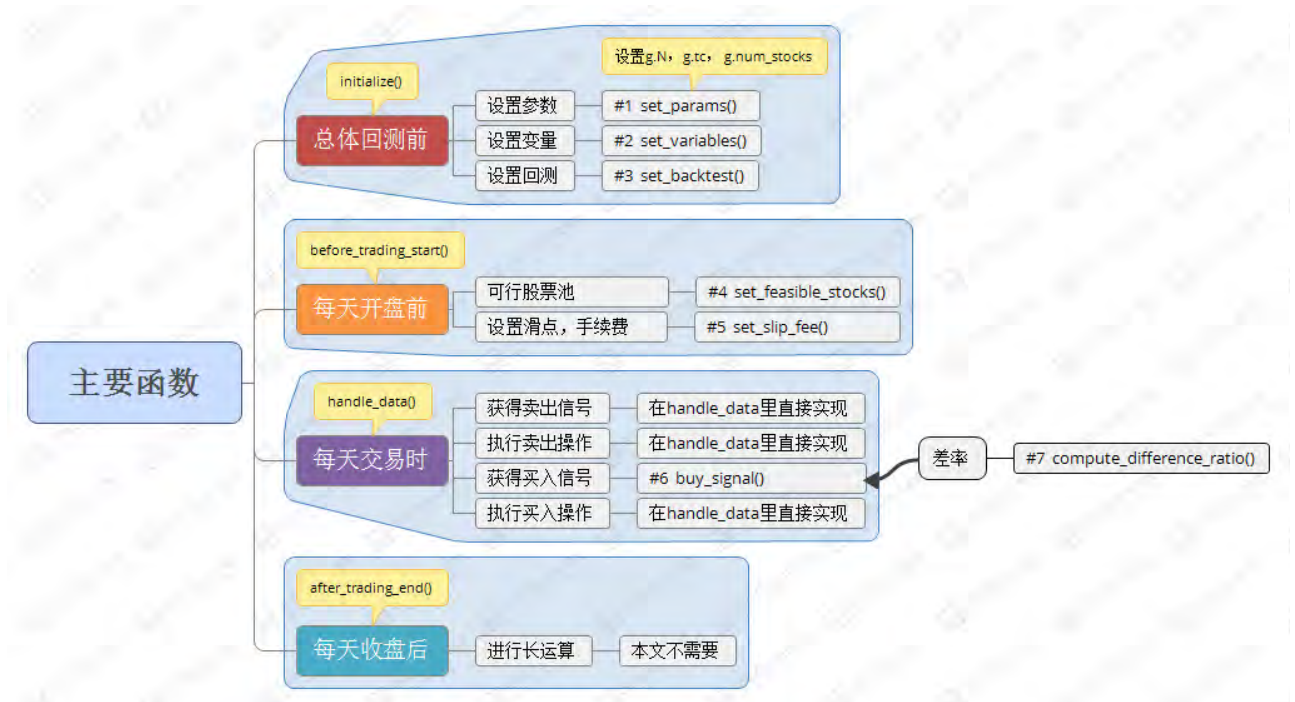 主要函数
initialize()
总体回测前
设置g.N，g.tc，g.num_stocks
设置参数
#1 set_params()
设置变量
#2 set_variables()
设置回测
#3 set_backtest()
before_trading_start()
每天开盘前
可行股票池
#4 set_feasible_stocks()
设置滑点，手续费
#5 set_slip_fee()
handle_data()
每天交易时
获得卖出信号
在handle_data里直接实现
执行卖出操作
在handle_data里直接实现
获得买入信号
#6 buy_signal()
差率
#7 compute_difference_ratio()
执行买入操作
在handle_data里直接实现
after_trading_end()
每天收盘后
进行长运算
本文不需要